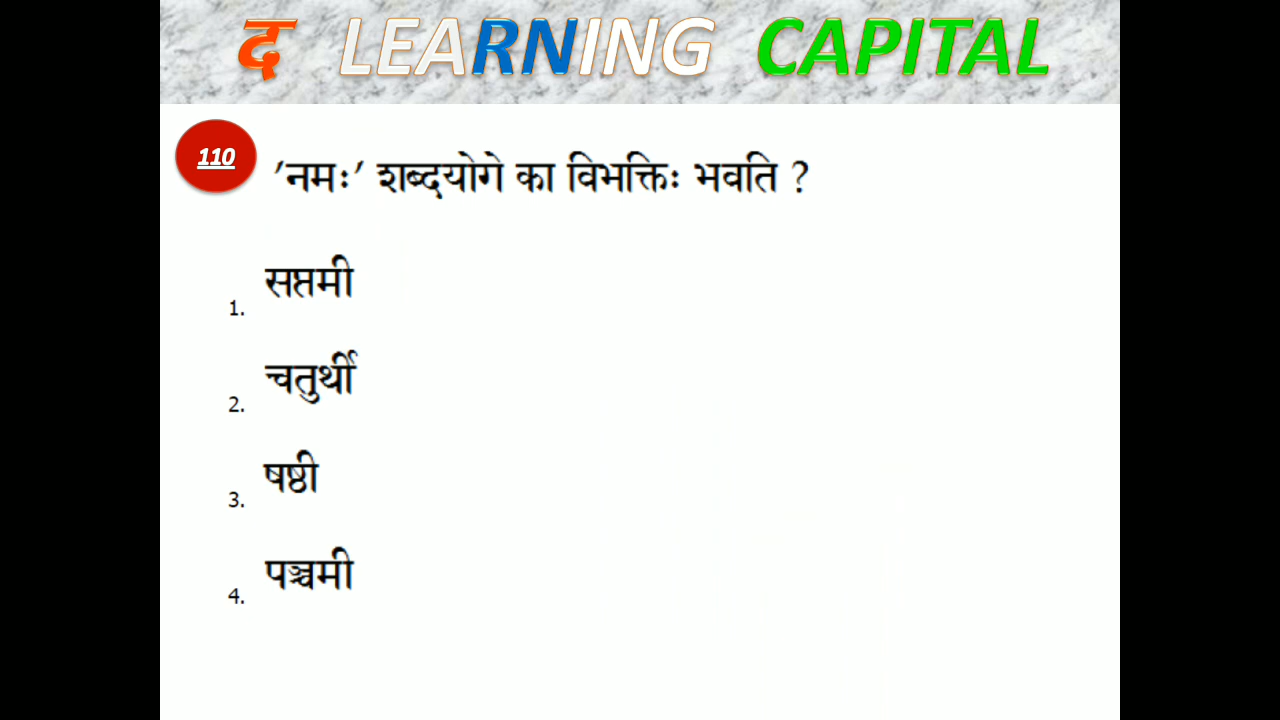 द LEARNING CAPITAL
110
'नमः' शब्दयोगे का विभक्तिः भवति ?
1. सप्तमी
2. चतुर्थी
3. षष्ठी
4. पञ्चमी